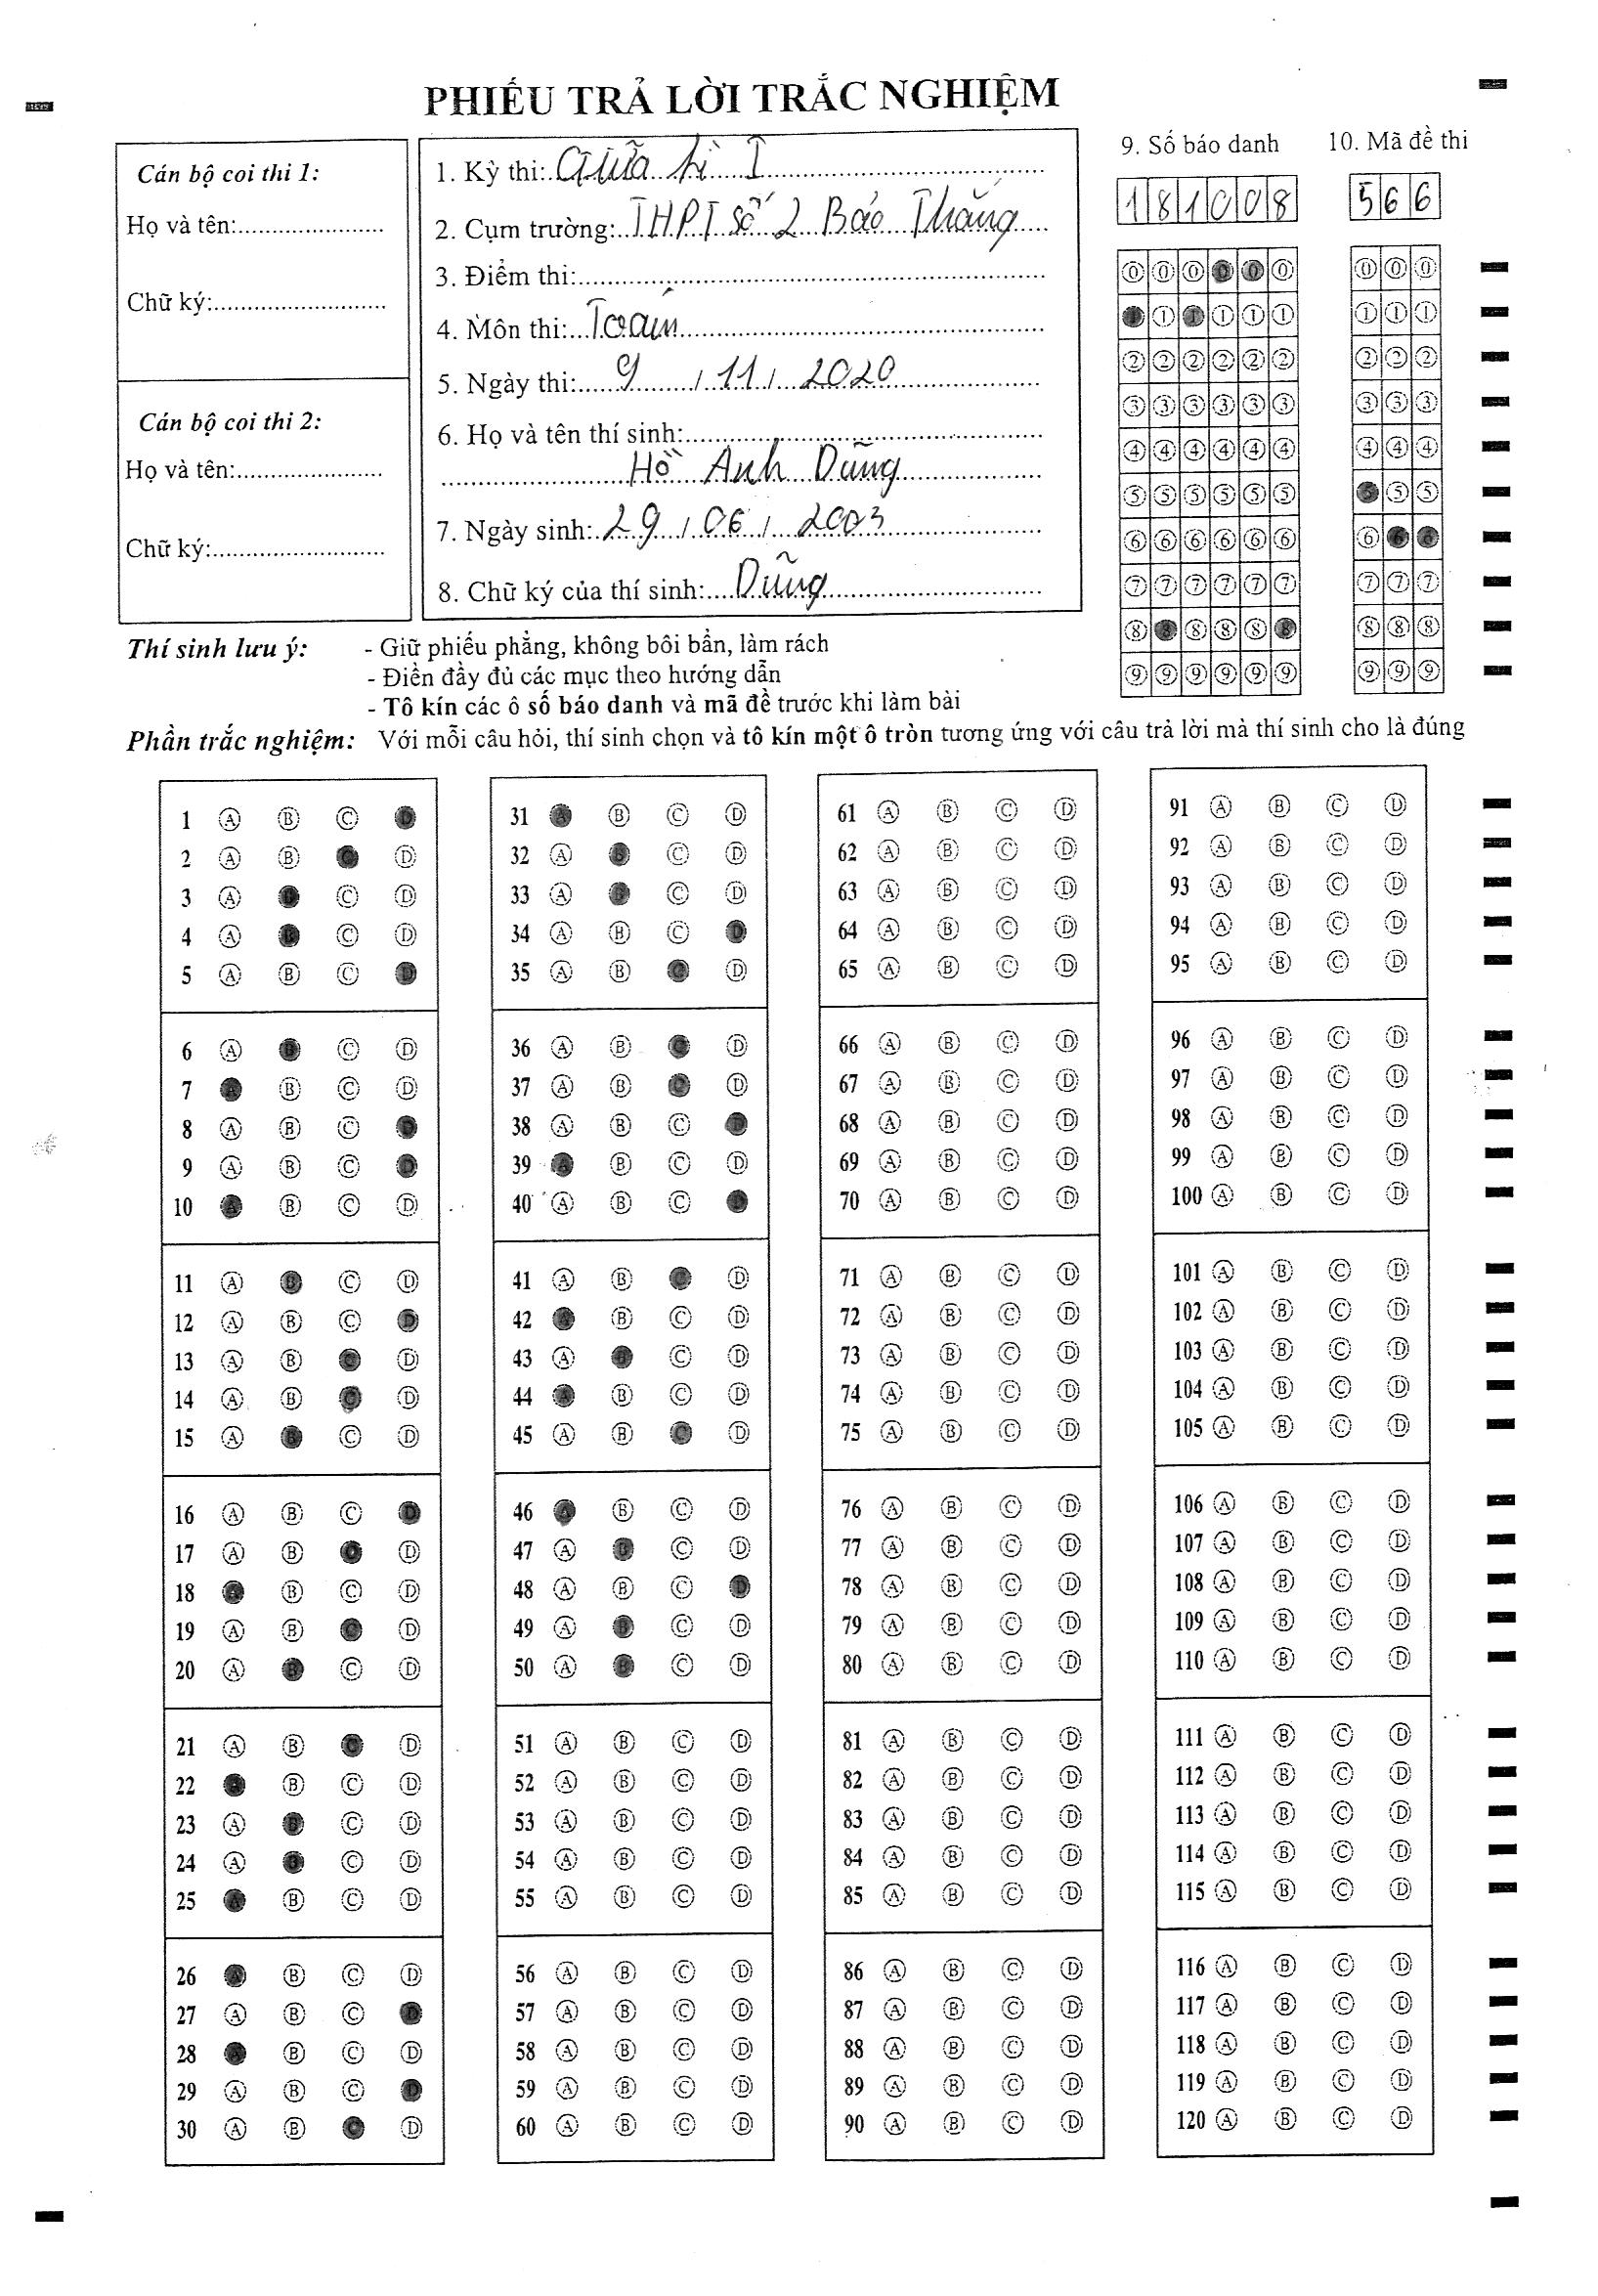 PHIẾU TRẢ LỜI TRẮC NGHIỆM
Cán bộ coi thi 1:
Họ và tên:.....................
Chữ ký:.........................
Cán bộ coi thi 2:
Họ và tên:.....................
Chữ ký:.........................
1. Kỳ thi: Giữa kì I
2. Cụm trường: THPT số 2 Bảo Thắng
3. Điểm thi:
4. Môn thi: Toán
5. Ngày thi: 9 / 11 / 2020
6. Họ và tên thí sinh:
Hồ Anh Dũng
7. Ngày sinh: 29 / 06 / 2003
8. Chữ ký của thí sinh: Dũng
9. Số báo danh
181008
0 0 0 0 0 0
1 1 1 1 1 1
2 2 2 2 2 2
3 3 3 3 3 3
4 4 4 4 4 4
5 5 5 5 5 5
6 6 6 6 6 6
7 7 7 7 7 7
8 8 8 8 8 8
9 9 9 9 9 9
10. Mã đề thi
566
0 0 0
1 1 1
2 2 2
3 3 3
4 4 4
5 5 5
6 6 6
7 7 7
8 8 8
9 9 9
Thí sinh lưu ý:
- Giữ phiếu phẳng, không bôi bẩn, làm rách
- Điền đầy đủ các mục theo hướng dẫn
- Tô kín các ô số báo danh và mã đề trước khi làm bài
Phần trắc nghiệm: Với mỗi câu hỏi, thí sinh chọn và tô kín một ô tròn tương ứng với câu trả lời mà thí sinh cho là đúng
1 A B C D
2 A B C D
3 A B C D
4 A B C D
5 A B C D
6 A B C D
7 A B C D
8 A B C D
9 A B C D
10 A B C D
11 A B C D
12 A B C D
13 A B C D
14 A B C D
15 A B C D
16 A B C D
17 A B C D
18 A B C D
19 A B C D
20 A B C D
21 A B C D
22 A B C D
23 A B C D
24 A B C D
25 A B C D
26 A B C D
27 A B C D
28 A B C D
29 A B C D
30 A B C D
31 A B C D
32 A B C D
33 A B C D
34 A B C D
35 A B C D
36 A B C D
37 A B C D
38 A B C D
39 A B C D
40 A B C D
41 A B C D
42 A B C D
43 A B C D
44 A B C D
45 A B C D
46 A B C D
47 A B C D
48 A B C D
49 A B C D
50 A B C D
51 A B C D
52 A B C D
53 A B C D
54 A B C D
55 A B C D
56 A B C D
57 A B C D
58 A B C D
59 A B C D
60 A B C D
61 A B C D
62 A B C D
63 A B C D
64 A B C D
65 A B C D
66 A B C D
67 A B C D
68 A B C D
69 A B C D
70 A B C D
71 A B C D
72 A B C D
73 A B C D
74 A B C D
75 A B C D
76 A B C D
77 A B C D
78 A B C D
79 A B C D
80 A B C D
81 A B C D
82 A B C D
83 A B C D
84 A B C D
85 A B C D
86 A B C D
87 A B C D
88 A B C D
89 A B C D
90 A B C D
91 A B C D
92 A B C D
93 A B C D
94 A B C D
95 A B C D
96 A B C D
97 A B C D
98 A B C D
99 A B C D
100 A B C D
101 A B C D
102 A B C D
103 A B C D
104 A B C D
105 A B C D
106 A B C D
107 A B C D
108 A B C D
109 A B C D
110 A B C D
111 A B C D
112 A B C D
113 A B C D
114 A B C D
115 A B C D
116 A B C D
117 A B C D
118 A B C D
119 A B C D
120 A B C D